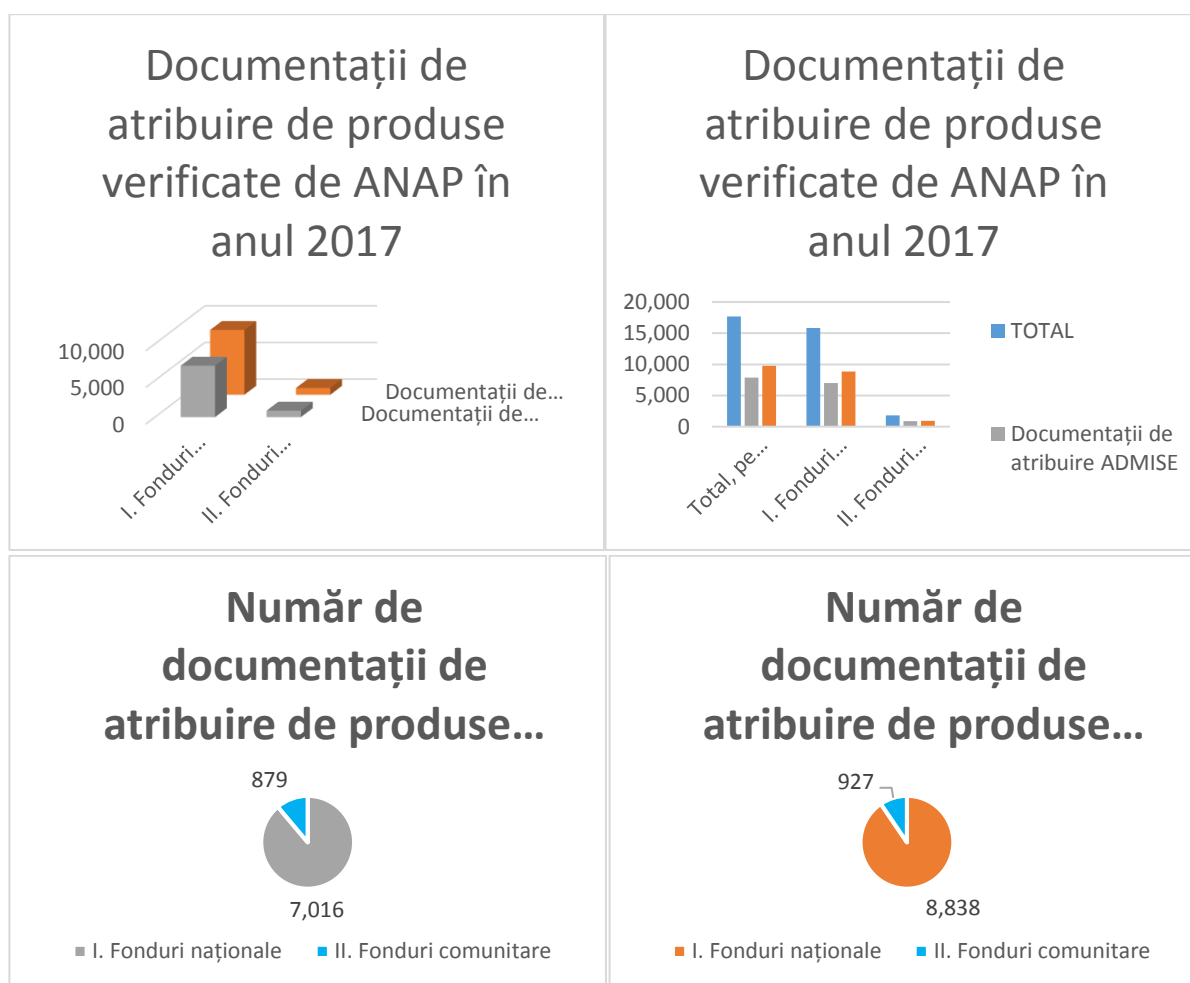 Documentații de
atribuire de produse
verificate de ANAP în
anul 2017
10,000
5,000
0
Documentații de...
Documentații de...
I. Fonduri...
II. Fonduri...
Documentații de
atribuire de produse
verificate de ANAP în
anul 2017
20,000
15,000
10,000
5,000
0
Total, pe...
I. Fonduri...
II. Fonduri...
TOTAL
Documentații de
atribuire ADMISE
Număr de
documentații de
atribuire de produse...
879
7,016
I. Fonduri naționale
II. Fonduri comunitare
Număr de
documentații de
atribuire de produse...
927
8,838
I. Fonduri naționale
II. Fonduri comunitare